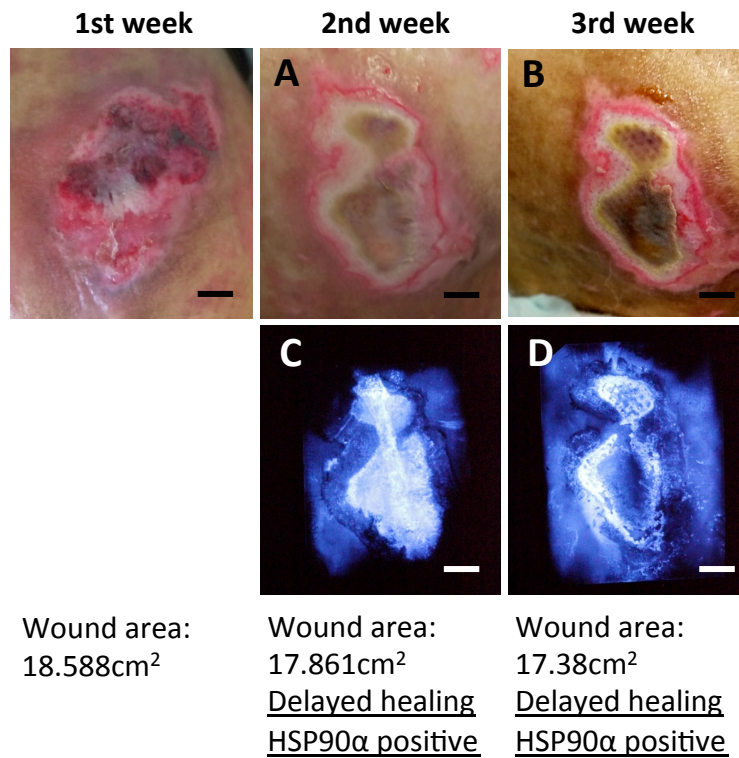 1st week
2nd week
3rd week
A
B
C
D
Wound area:
18.588cm²
Wound area:
17.861cm²
Delayed healing
HSP90α positive
Wound area:
17.38cm²
Delayed healing
HSP90α positive